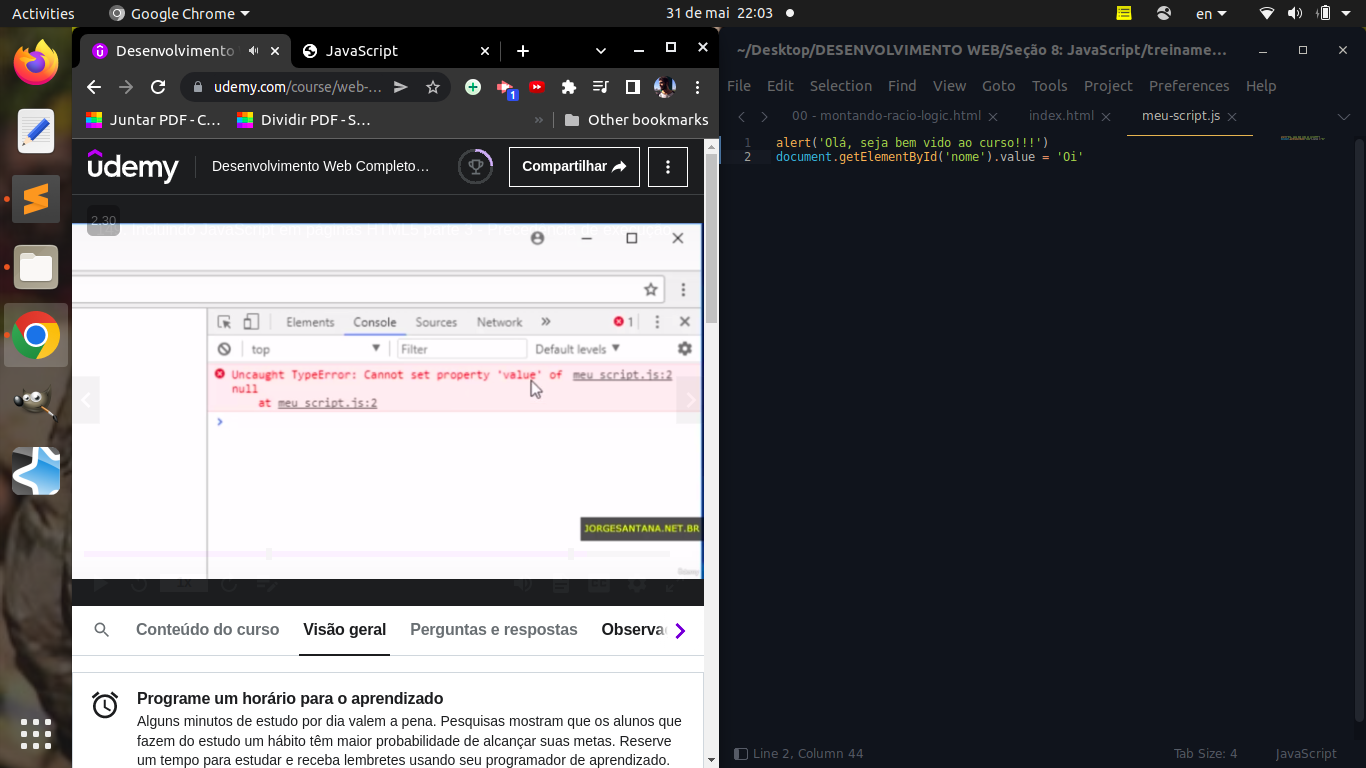 Activities
Google Chrome
31 de mai 22:03
en
Desenvolvimento
JavaScript
udemy.com/course/web-...
1
Juntar PDF - C...
Dividir PDF - S...
»
Other bookmarks
udemy
Desenvolvimento Web Completo...
Compartilhar
2.30
Elements
Console
Sources
Network
»
1
top
Filter
Default levels
Uncaught TypeError: Cannot set property 'value' of
meu script.js:2
null
at meu script.js:2
JORGESANTANA.NET.BR
Conteúdo do curso
Visão geral
Perguntas e respostas
Programe um horário para o aprendizado
Alguns minutos de estudo por dia valem a pena. Pesquisas mostram que os alunos que
fazem do estudo um hábito têm maior probabilidade de alcançar suas metas. Reserve
um tempo para estudar e receba lembretes usando seu programador de aprendizado.
~/Desktop/DESENVOLVIMENTO WEB/Seção 8: JavaScript/treiname...
File Edit Selection Find View Goto Tools Project Preferences Help
00 - montando-racio-logic.html
index.html
meu-script.js
1 alert('Olá, seja bem vido ao curso!!!')
2 document.getElementById('nome').value = 'Oi'
Line 2, Column 44
Tab Size: 4
JavaScript